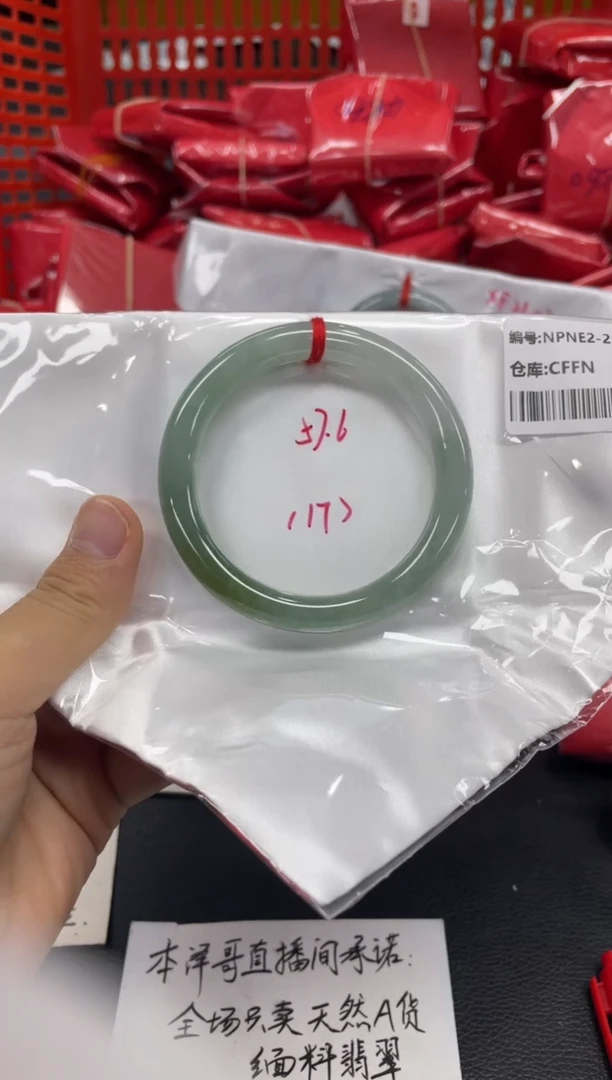 编号:NPNE2-2
仓库:CFFN
57.6
(17)
本泽哥直播间承诺:
全场只卖天然A货
缅料翡翠